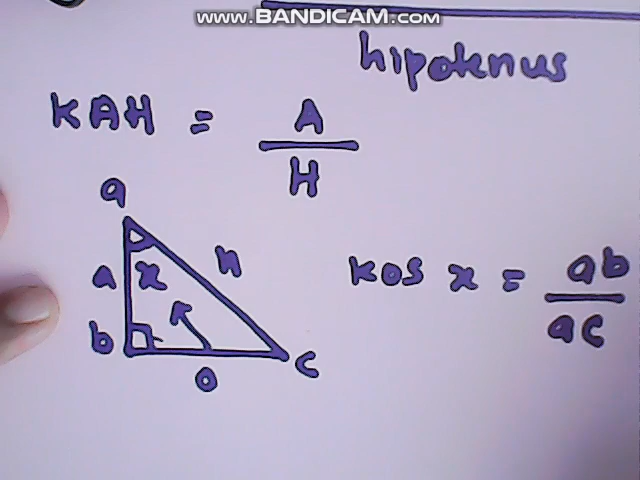 www.BANDICAM.com
hipotenus
KAH = A
H
a
a x h
b c
o
kos x = ab
ac